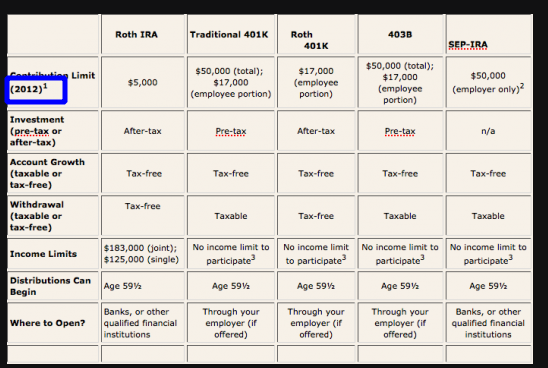 Roth IRA Traditional 401K Roth 401K 403B SEP-IRA
Contribution Limit (2012)1 $5,000 $50,000 (total); $17,000 (employee portion) $17,000 (employee portion) $50,000 (total); $17,000 (employee portion) $50,000 (employer only)2
Investment (pre-tax or after-tax) After-tax Pre-tax After-tax Pre-tax n/a
Account Growth (taxable or tax-free) Tax-free Tax-free Tax-free Tax-free Tax-free
Withdrawal (taxable or tax-free) Tax-free Taxable Tax-free Taxable Taxable
Income Limits $183,000 (joint); $125,000 (single) No income limit to participate3 No income limit to participate3 No income limit to participate3 No income limit to participate3
Distributions Can Begin Age 59½ Age 59½ Age 59½ Age 59½ Age 59½
Where to Open? Banks, or other qualified financial institutions Through your employer (if offered) Through your employer (if offered) Through your employer (if offered) Banks, or other qualified financial institutions